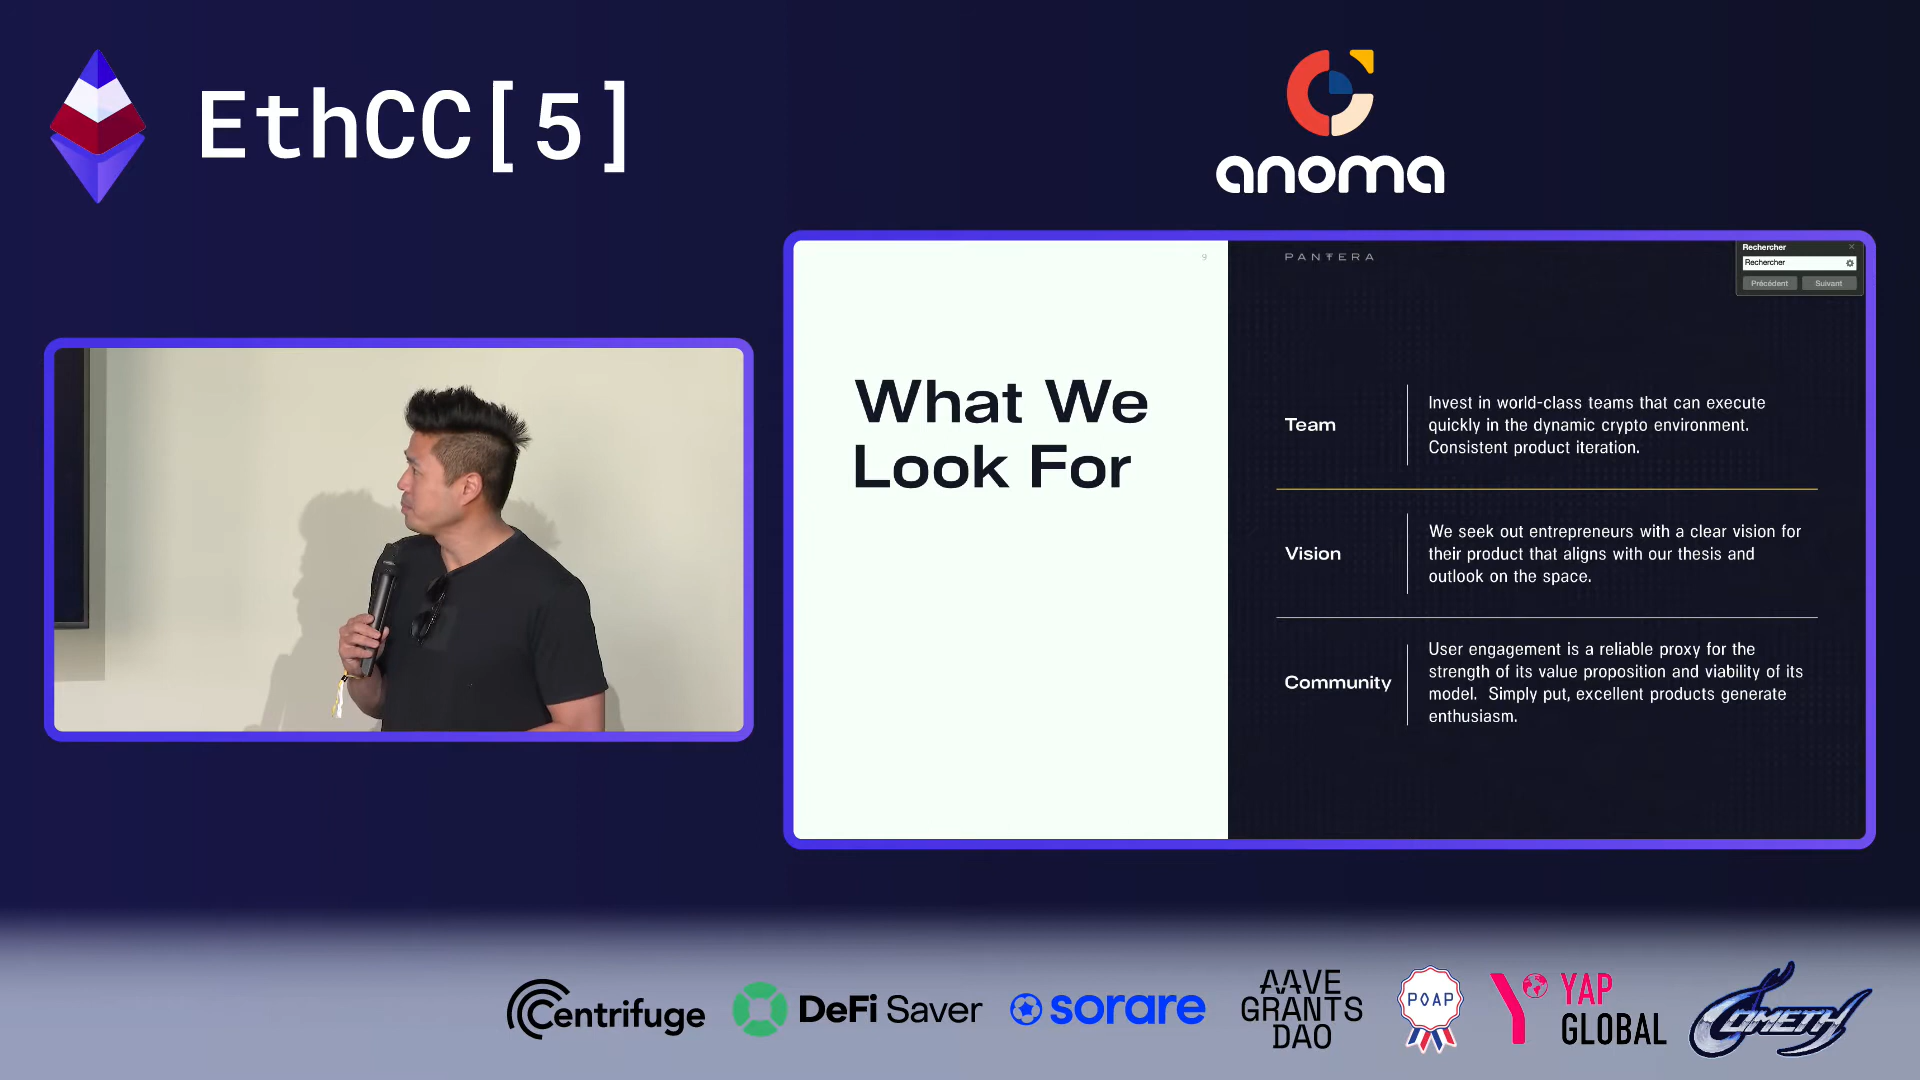 EthCC[5]
anoma
9
What We
Look For
PANTERA
Rechercher
Rechercher
Précédent
Suivant
Team
Invest in world-class teams that can execute
quickly in the dynamic crypto environment.
Consistent product iteration.
Vision
We seek out entrepreneurs with a clear vision for
their product that aligns with our thesis and
outlook on the space.
Community
User engagement is a reliable proxy for the
strength of its value proposition and viability of its
model. Simply put, excellent products generate
enthusiasm.
Centrifuge
DeFi Saver
sorare
AAVE
GRANTS
DAO
POAP
YAP
GLOBAL
COMETH